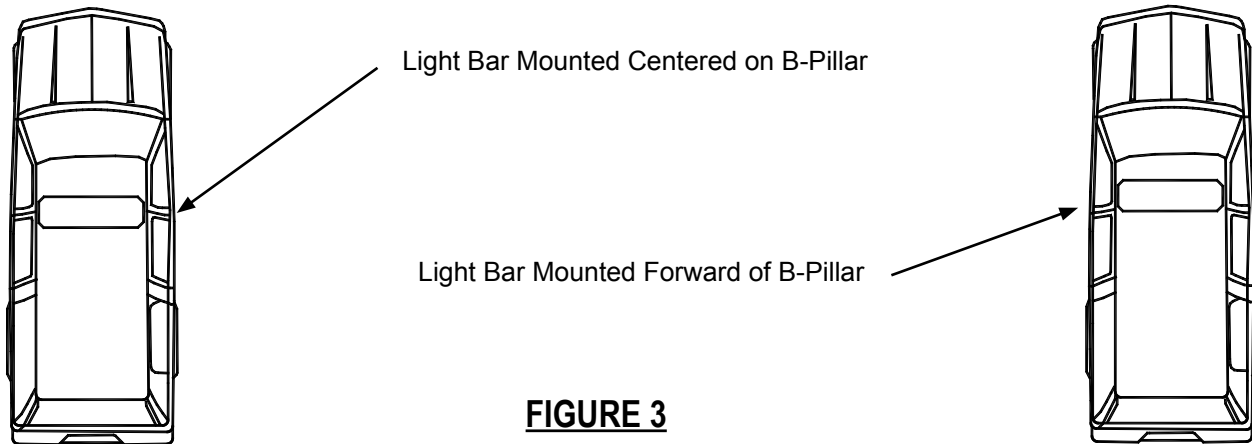 Light Bar Mounted Centered on B-Pillar
Light Bar Mounted Forward of B-Pillar
FIGURE 3